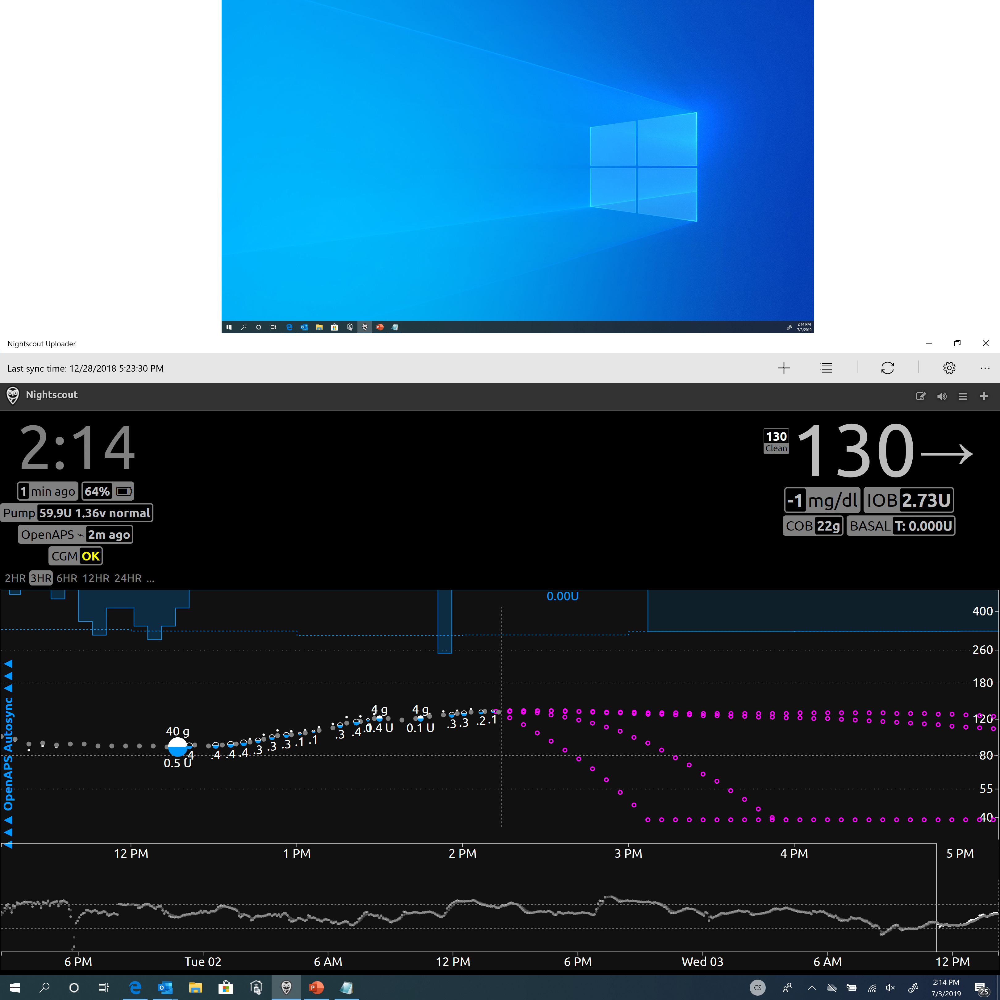 2:14 PM
7/3/2019
Nightscout Uploader
Last sync time: 12/28/2018 5:23:30 PM
Nightscout
2:14
1 min ago 64%
Pump 59.9U 1.36v normal
OpenAPS ⌁ 2m ago
CGM OK
130
Clean
130→
-1 mg/dl IOB 2.73U
COB 22g BASAL T: 0.000U
2HR 3HR 6HR 12HR 24HR ...
0.00U
400
260
180
120
80
55
40
OpenAPS Autosync
40 g
0.5 U
.4
.4 .4 .4 .3 .3 .3 .1 .1
.3 .4
4 g
0.4 U
4 g
0.1 U
.3 .3 .2 .1
12 PM 1 PM 2 PM 3 PM 4 PM 5 PM
6 PM Tue 02 6 AM 12 PM 6 PM Wed 03 6 AM 12 PM
CS
2:14 PM
7/3/2019
25